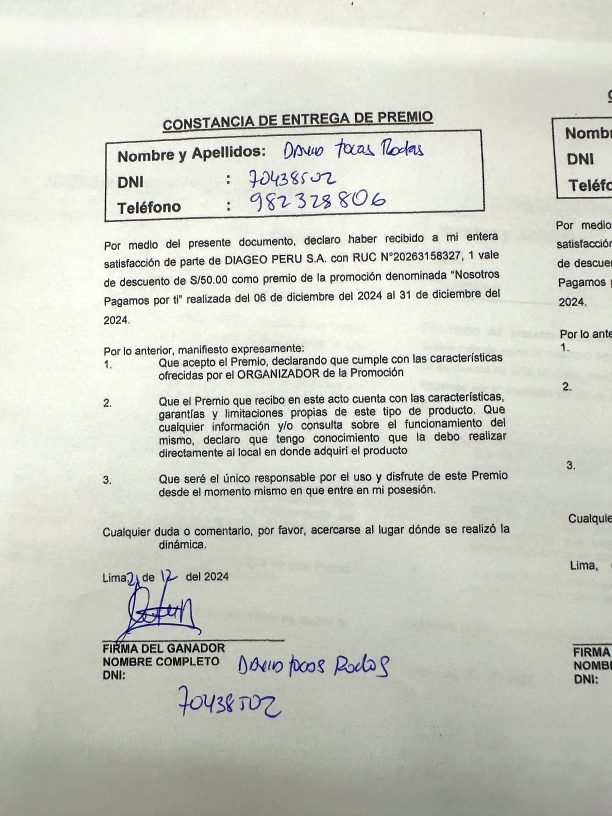 CONSTANCIA DE ENTREGA DE PREMIO
Nombre y Apellidos: David Tocas Rodas
DNI : 70438502
Teléfono : 982328806
Por medio del presente documento, declaro haber recibido a mi entera
satisfacción de parte de DIAGEO PERU S.A. con RUC N°20263158327, 1 vale
de descuento de S/50.00 como premio de la promoción denominada "Nosotros
Pagamos por ti" realizada del 06 de diciembre del 2024 al 31 de diciembre del
2024.
Por lo anterior, manifiesto expresamente:
1. Que acepto el Premio, declarando que cumple con las características
ofrecidas por el ORGANIZADOR de la Promoción
2. Que el Premio que recibo en este acto cuenta con las características,
garantías y limitaciones propias de este tipo de producto. Que
cualquier información y/o consulta sobre el funcionamiento del
mismo, declaro que tengo conocimiento que la debo realizar
directamente al local en donde adquirí el producto
3. Que seré el único responsable por el uso y disfrute de este Premio
desde el momento mismo en que entre en mi posesión.
Cualquier duda o comentario, por favor, acercarse al lugar dónde se realizó la
dinámica.
Lima, 21 de 12 del 2024
FIRMA DEL GANADOR
NOMBRE COMPLETO David Tocas Rodas
DNI:
70438502
Nomb
DNI
Teléfo
Por medio
satisfacción
de descue
Pagamos p
2024.
Por lo ante
1.
2.
3.
Cualquie
Lima,
FIRMA
NOMB
DNI: